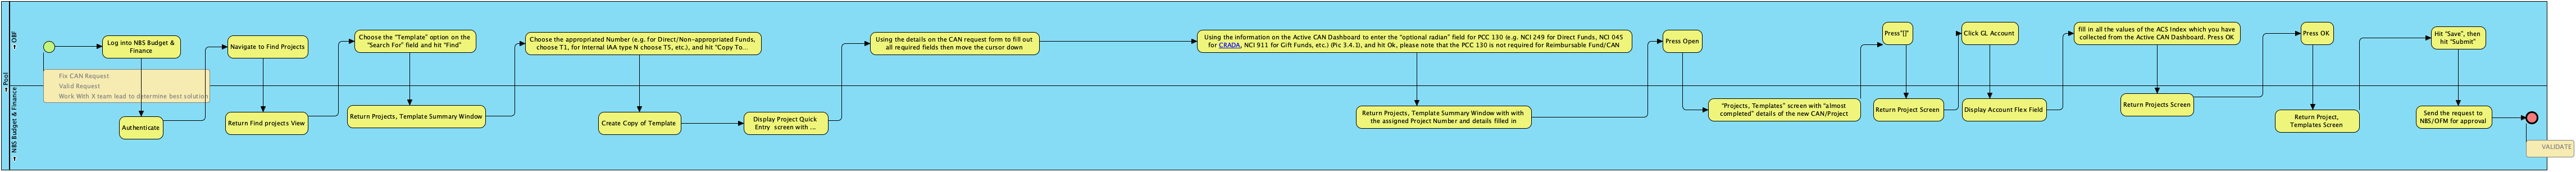 Pool
OBF
NBS Budget & Finance
Log into NBS Budget &
Finance
Navigate to Find Projects
Choose the "Template" option on the
"Search For" field and hit "Find"
Choose the appropriated Number (e.g. for Direct/Non-appropriated Funds,
choose T1, for Internal IAA type N choose TS, etc.), and hit "Copy To...
Using the details on the CAN request form to fill out
all required fields then move the cursor down
Using the information on the Active CAN Dashboard to enter the "optional radian" field for PCC 130 (e.g. NCI 249 for Direct Funds, NCI 045
for CRADA, NCI 911 for Gift Funds, etc.) (Pic 3.4.1), and hit Ok, please note that the PCC 130 is not required for Reimbursable Fund/CAN
Press Open
Press"[]"
Click GL Account
fill in all the values of the ACS Index which you have
collected from the Active CAN Dashboard. Press OK
Press OK
Hit "Save", then
hit "Submit"
Fix CAN Request
Valid Request
Work With X team lead to determine best solution
Authenticate
Return Find projects View
Return Projects, Template Summary Window
Create Copy of Template
Display Project Quick
Entry screen with ...
Return Projects, Template Summary Window with with
the assigned Project Number and details filled in
"Projects, Templates" screen with "almost
completed" details of the new CAN/Project
Return Project Screen
Display Account Flex Field
Return Projects Screen
Return Project,
Templates Screen
Send the request to
NBS/OFM for approval
VALIDATE